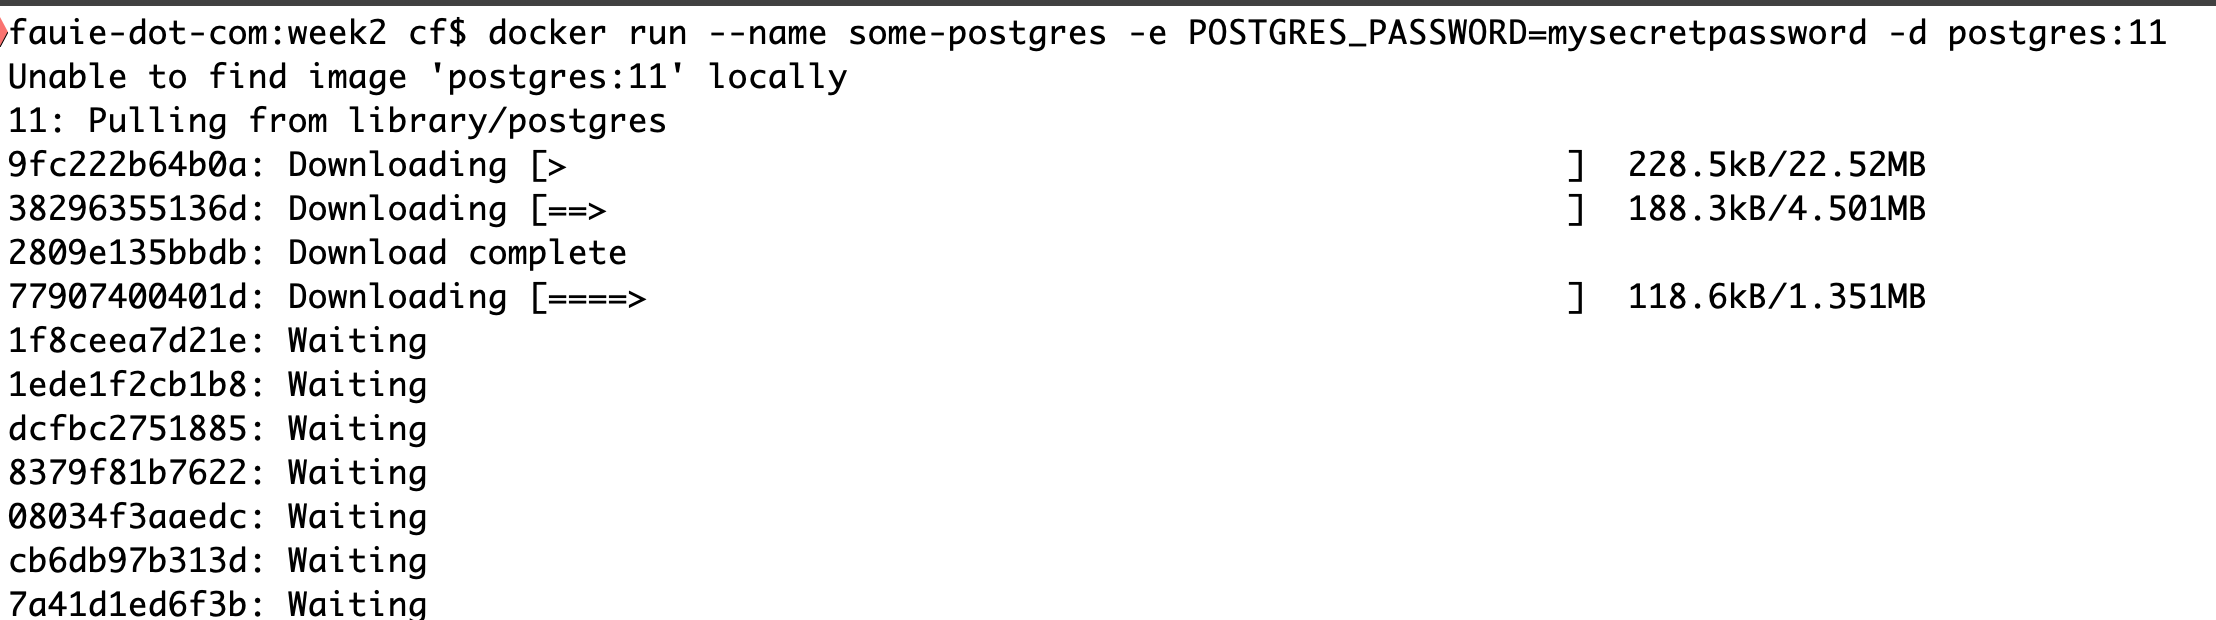 fauie-dot-com:week2 cf$ docker run --name some-postgres -e POSTGRES_PASSWORD=mysecretpassword -d postgres:11
Unable to find image 'postgres:11' locally
11: Pulling from library/postgres
9fc222b64b0a: Downloading [>                                                  ]  228.5kB/22.52MB
38296355136d: Downloading [==>                                                ]  188.3kB/4.501MB
2809e135bbdb: Download complete
77907400401d: Downloading [====>                                              ]  118.6kB/1.351MB
1f8ceea7d21e: Waiting
1ede1f2cb1b8: Waiting
dcfbc2751885: Waiting
8379f81b7622: Waiting
08034f3aaedc: Waiting
cb6db97b313d: Waiting
7a41d1ed6f3b: Waiting